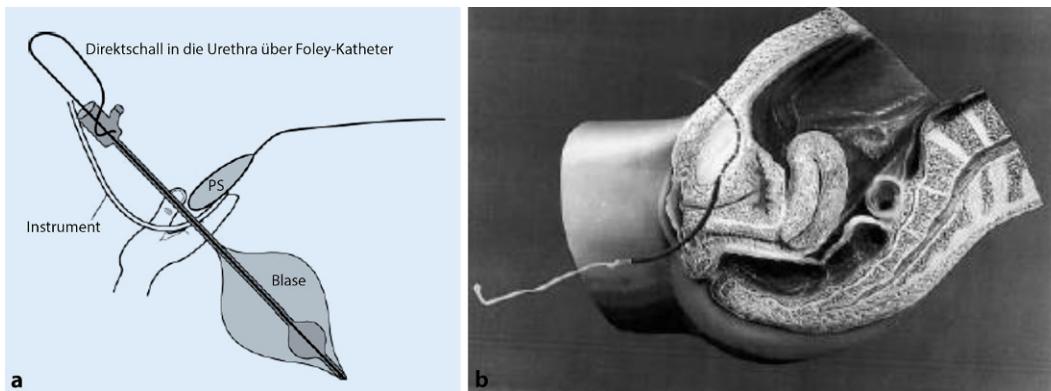 Direktschall in die Urethra über Foley-Katheter
PS
Instrument
Blase
a
b